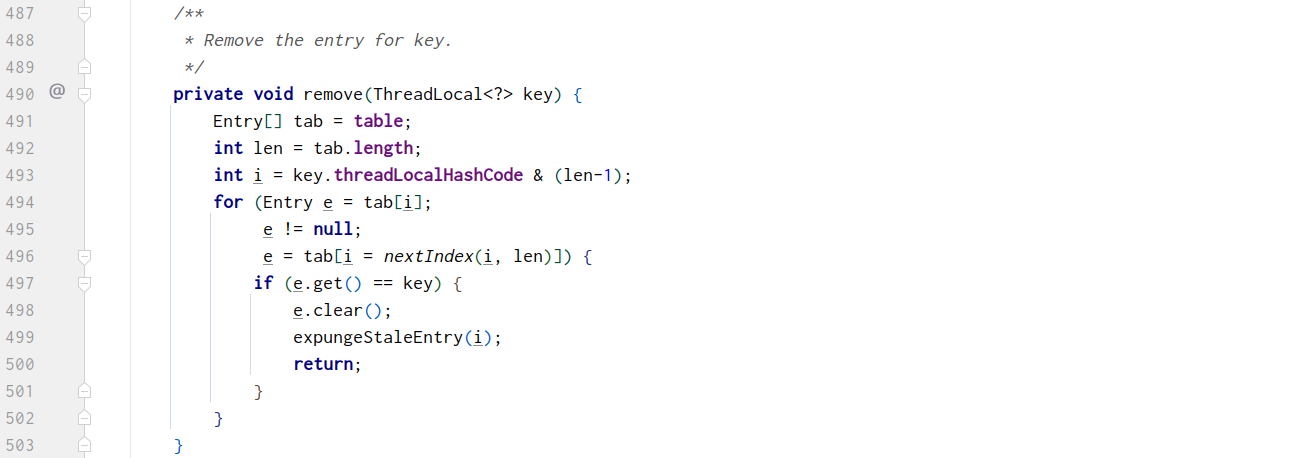 487 /**
488 * Remove the entry for key.
489 */
490 @ private void remove(ThreadLocal<?> key) {
491 Entry[] tab = table;
492 int len = tab.length;
493 int i = key.threadLocalHashCode & (len-1);
494 for (Entry e = tab[i];
495 e != null;
496 e = tab[i = nextIndex(i, len)]) {
497 if (e.get() == key) {
498 e.clear();
499 expungeStaleEntry(i);
500 return;
501 }
502 }
503 }